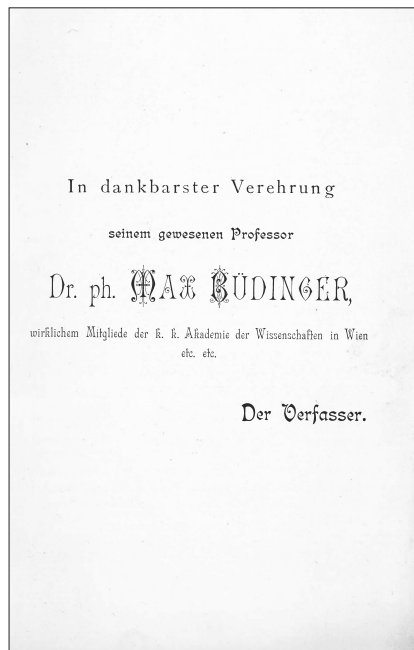 In dankbarster Verehrung
seinem gewesenen Professor
Dr. ph. MAX BÜDINGER,
wirklichem Mitgliede der k. k. Akademie der Wissenschaften in Wien
etc. etc.
Der Verfasser.